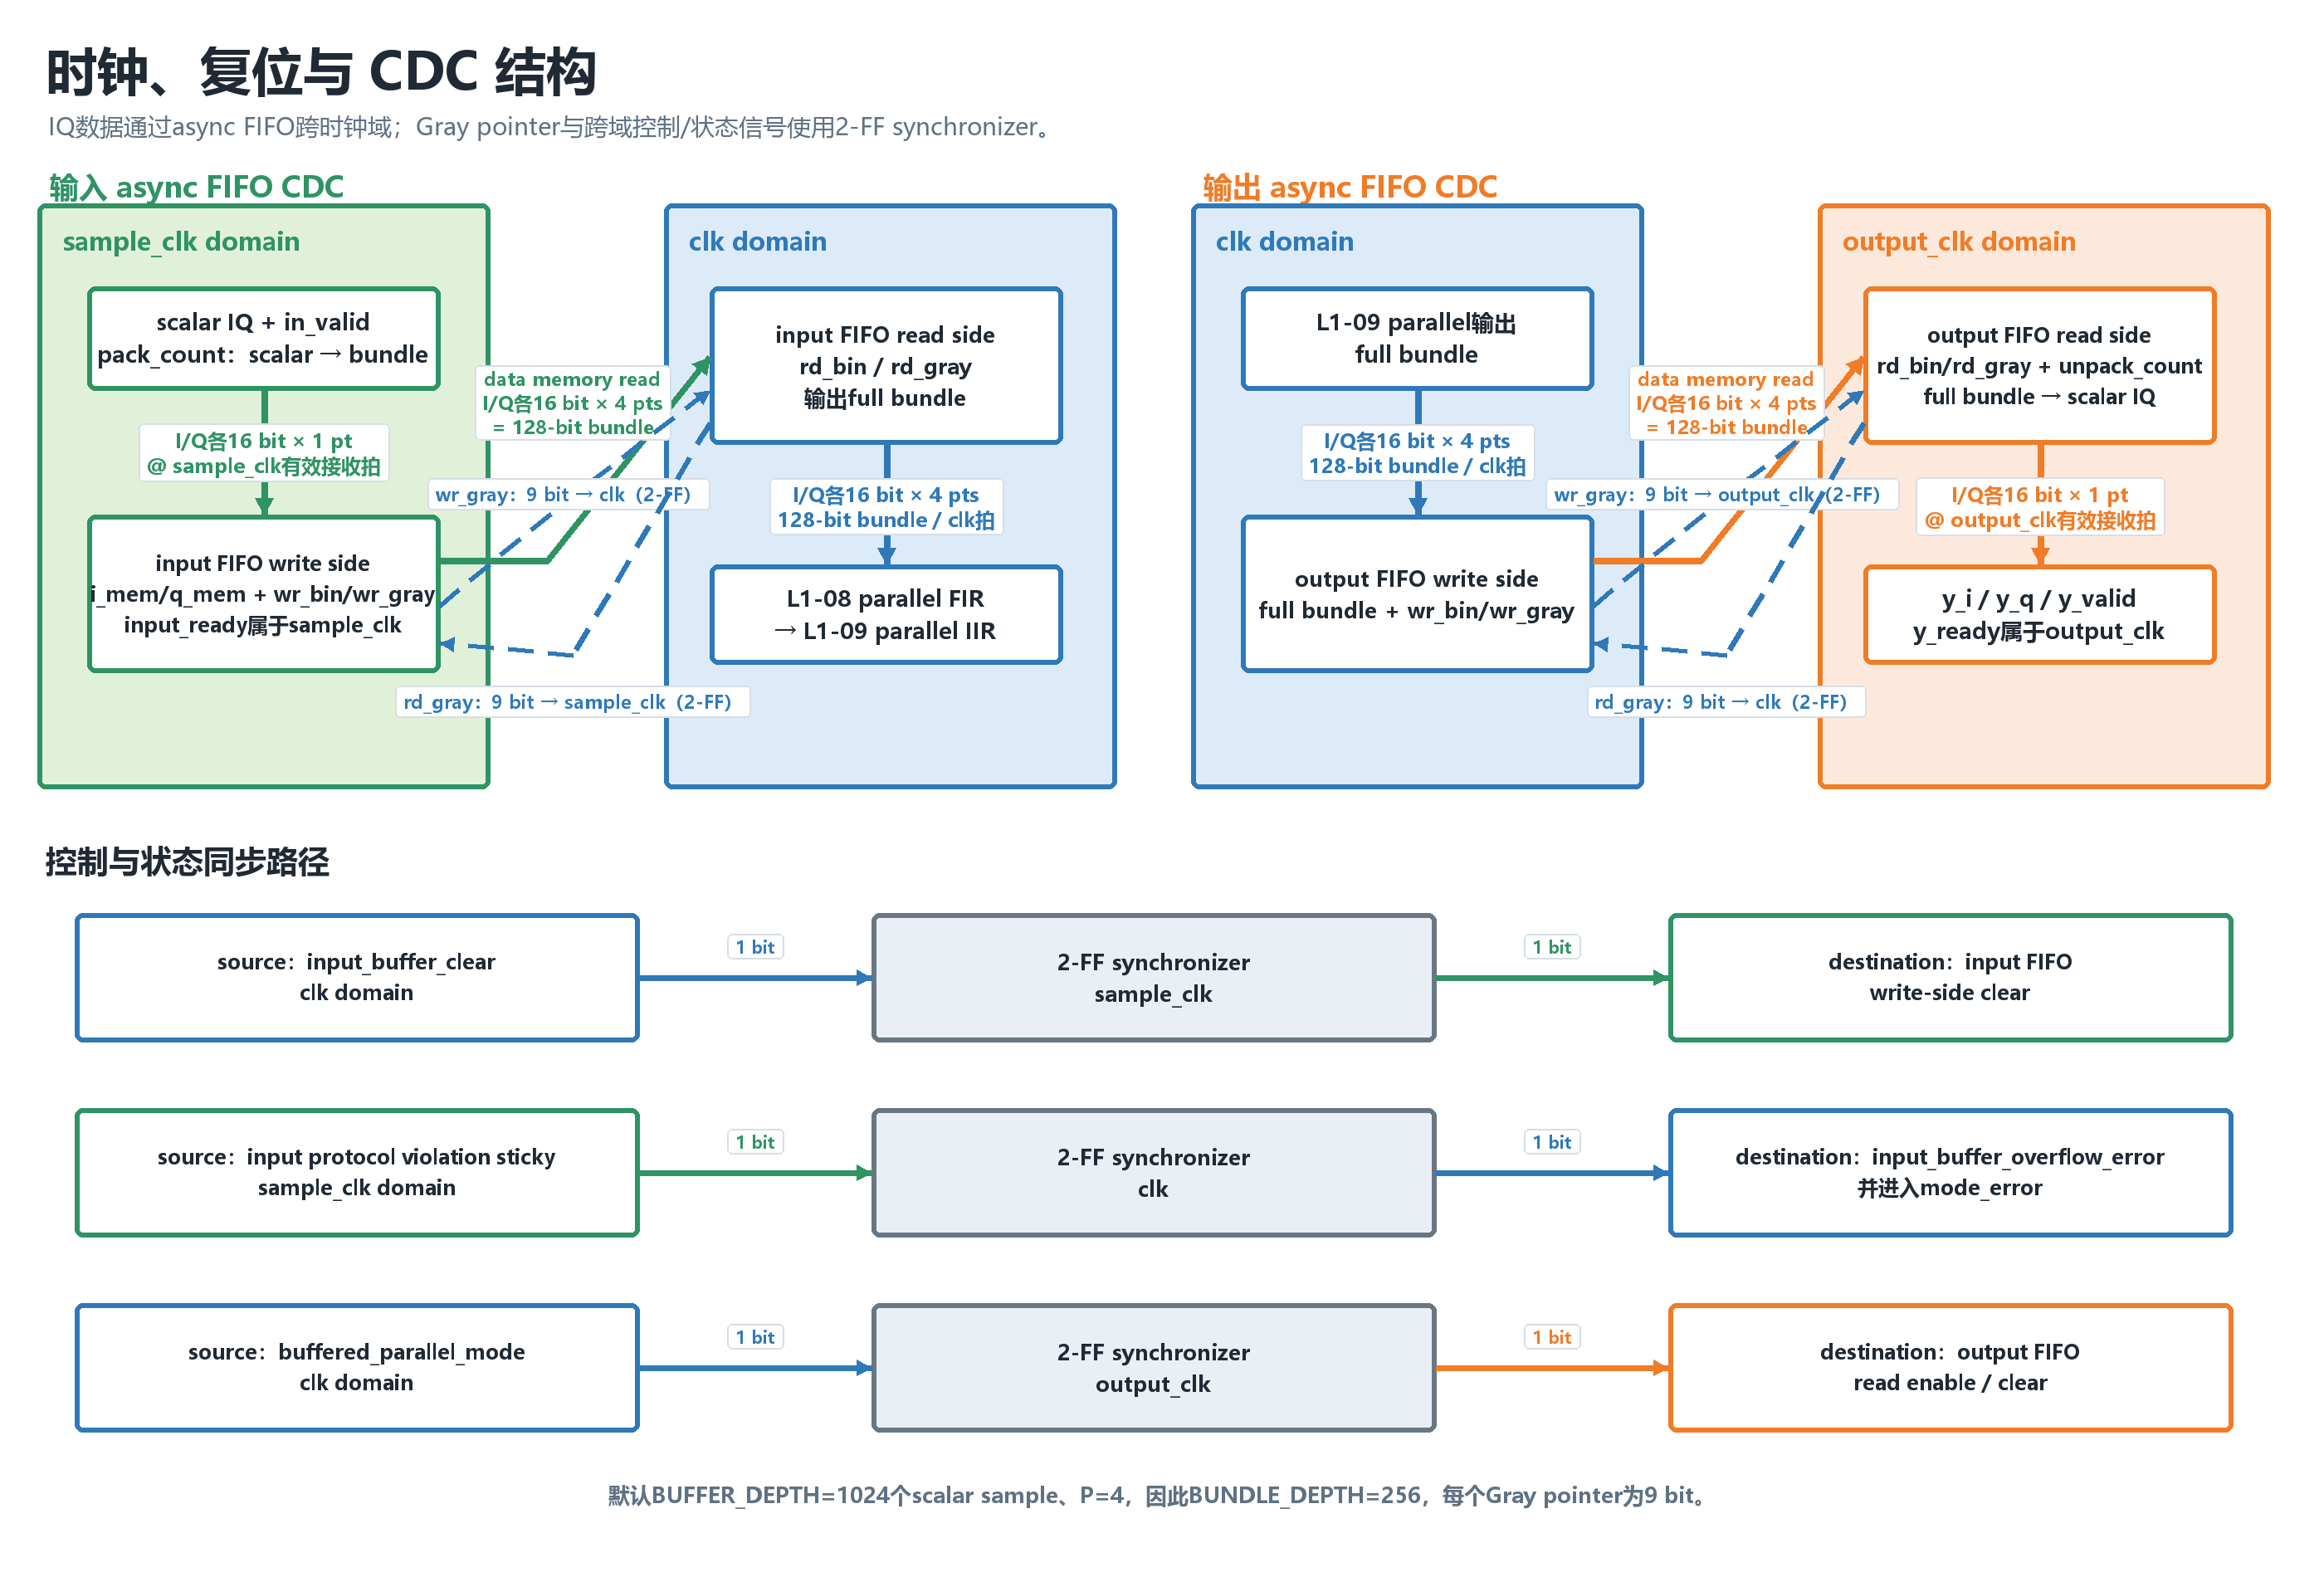 时钟、复位与 CDC 结构
IQ数据通过async FIFO跨时钟域；Gray pointer与跨域控制/状态信号使用2-FF synchronizer。
输入 async FIFO CDC
sample_clk domain
scalar IQ + in_valid
pack_count：scalar → bundle
I/Q各16 bit × 1 pt
@ sample_clk有效接收拍
input FIFO write side
i_mem/q_mem + wr_bin/wr_gray
input_ready属于sample_clk
data memory read
I/Q各16 bit × 4 pts
= 128-bit bundle
wr_gray：9 bit → clk（2-FF）
rd_gray：9 bit → sample_clk（2-FF）
clk domain
input FIFO read side
rd_bin / rd_gray
输出full bundle
I/Q各16 bit × 4 pts
128-bit bundle / clk拍
L1-08 parallel FIR
→ L1-09 parallel IIR
输出 async FIFO CDC
clk domain
L1-09 parallel输出
full bundle
I/Q各16 bit × 4 pts
128-bit bundle / clk拍
output FIFO write side
full bundle + wr_bin/wr_gray
data memory read
I/Q各16 bit × 4 pts
= 128-bit bundle
wr_gray：9 bit → output_clk（2-FF）
rd_gray：9 bit → clk（2-FF）
output_clk domain
output FIFO read side
rd_bin/rd_gray + unpack_count
full bundle → scalar IQ
I/Q各16 bit × 1 pt
@ output_clk有效接收拍
y_i / y_q / y_valid
y_ready属于output_clk
控制与状态同步路径
source：input_buffer_clear
clk domain
1 bit
2-FF synchronizer
sample_clk
1 bit
destination：input FIFO
write-side clear
source：input protocol violation sticky
sample_clk domain
1 bit
2-FF synchronizer
clk
1 bit
destination：input_buffer_overflow_error
并进入mode_error
source：buffered_parallel_mode
clk domain
1 bit
2-FF synchronizer
output_clk
1 bit
destination：output FIFO
read enable / clear
默认BUFFER_DEPTH=1024个scalar sample、P=4，因此BUNDLE_DEPTH=256，每个Gray pointer为9 bit。